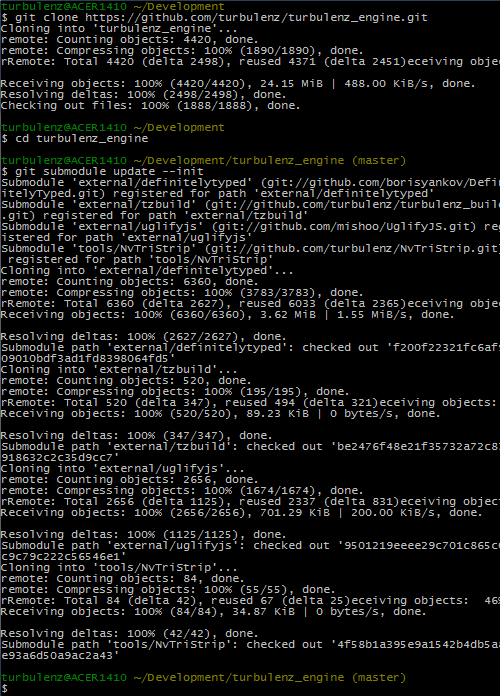 turbulenz@ACER1410 ~/Development
$ git clone https://github.com/turbulenz/turbulenz_engine.git
Cloning into 'turbulenz_engine'...
remote: Counting objects: 4420, done.
remote: Compressing objects: 100% (1890/1890), done.
rRemote: Total 4420 (delta 2498), reused 4371 (delta 2451)eceiving obje
Receiving objects: 100% (4420/4420), 24.15 MiB | 488.00 KiB/s, done.
Resolving deltas: 100% (2498/2498), done.
Checking out files: 100% (1888/1888), done.
turbulenz@ACER1410 ~/Development
$ cd turbulenz_engine
turbulenz@ACER1410 ~/Development/turbulenz_engine (master)
$ git submodule update --init
Submodule 'external/definitelytyped' (git://github.com/borisyankov/Defin
itelyTyped.git) registered for path 'external/definitelytyped'
Submodule 'external/tzbuild' (git://github.com/turbulenz/turbulenz_build
.git) registered for path 'external/tzbuild'
Submodule 'external/uglifyjs' (git://github.com/mishoo/UglifyJS.git) reg
istered for path 'external/uglifyjs'
Submodule 'tools/NvTriStrip' (git://github.com/turbulenz/NvTriStrip.git)
registered for path 'tools/NvTriStrip'
Cloning into 'external/definitelytyped'...
remote: Counting objects: 6360, done.
remote: Compressing objects: 100% (3783/3783), done.
rRemote: Total 6360 (delta 2627), reused 6033 (delta 2365)eceiving objec
Receiving objects: 100% (6360/6360), 3.62 MiB | 1.55 MiB/s, done.
Resolving deltas: 100% (2627/2627), done.
Submodule path 'external/definitelytyped': checked out 'f200f22321fc6af
09010bdf3ad1fd8398064fd5'
Cloning into 'external/tzbuild'...
remote: Counting objects: 520, done.
remote: Compressing objects: 100% (195/195), done.
rRemote: Total 520 (delta 347), reused 494 (delta 321)eceiving objects:
Receiving objects: 100% (520/520), 89.23 KiB | 0 bytes/s, done.
Resolving deltas: 100% (347/347), done.
Submodule path 'external/tzbuild': checked out 'be2476f48e21f35732a72c8
918632c2c35d9cc7'
Cloning into 'external/uglifyjs'...
remote: Counting objects: 2656, done.
remote: Compressing objects: 100% (1674/1674), done.
rRemote: Total 2656 (delta 1125), reused 2337 (delta 831)eceiving object
Receiving objects: 100% (2656/2656), 701.29 KiB | 200.00 KiB/s, done.
Resolving deltas: 100% (1125/1125), done.
Submodule path 'external/uglifyjs': checked out '9501219eeee29c701c865c
c9c79c222c56546e1'
Cloning into 'tools/NvTriStrip'...
remote: Counting objects: 84, done.
remote: Compressing objects: 100% (55/55), done.
rRemote: Total 84 (delta 42), reused 67 (delta 25)eceiving objects: 46
Receiving objects: 100% (84/84), 34.87 KiB | 0 bytes/s, done.
Resolving deltas: 100% (42/42), done.
Submodule path 'tools/NvTriStrip': checked out '4f58b1a395e9a1542b4db5a
e93a6d50a9ac2a43'
turbulenz@ACER1410 ~/Development/turbulenz_engine (master)
$